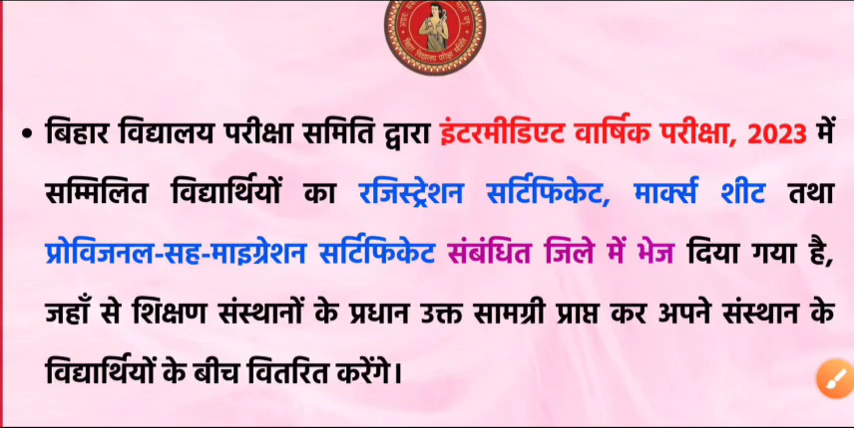 • बिहार विद्यालय परीक्षा समिति द्वारा इंटरमीडिएट वार्षिक परीक्षा, 2023 में
सम्मिलित विद्यार्थियों का रजिस्ट्रेशन सर्टिफिकेट, मार्क्स शीट तथा
प्रोविजनल-सह-माइग्रेशन सर्टिफिकेट संबंधित जिले में भेज दिया गया है,
जहाँ से शिक्षण संस्थानों के प्रधान उक्त सामग्री प्राप्त कर अपने संस्थान के
विद्यार्थियों के बीच वितरित करेंगे।